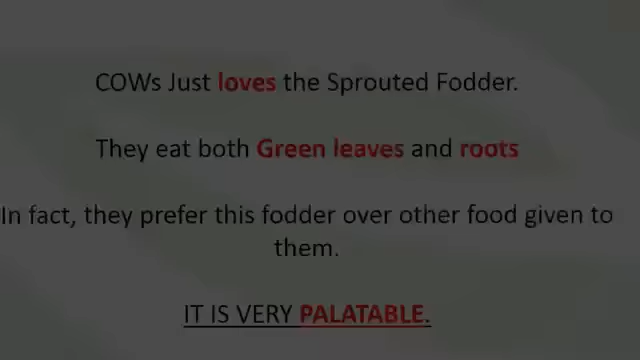 COWs Just loves the Sprouted Fodder.
They eat both Green leaves and roots
In fact, they prefer this fodder over other food given to
them.
IT IS VERY PALATABLE.